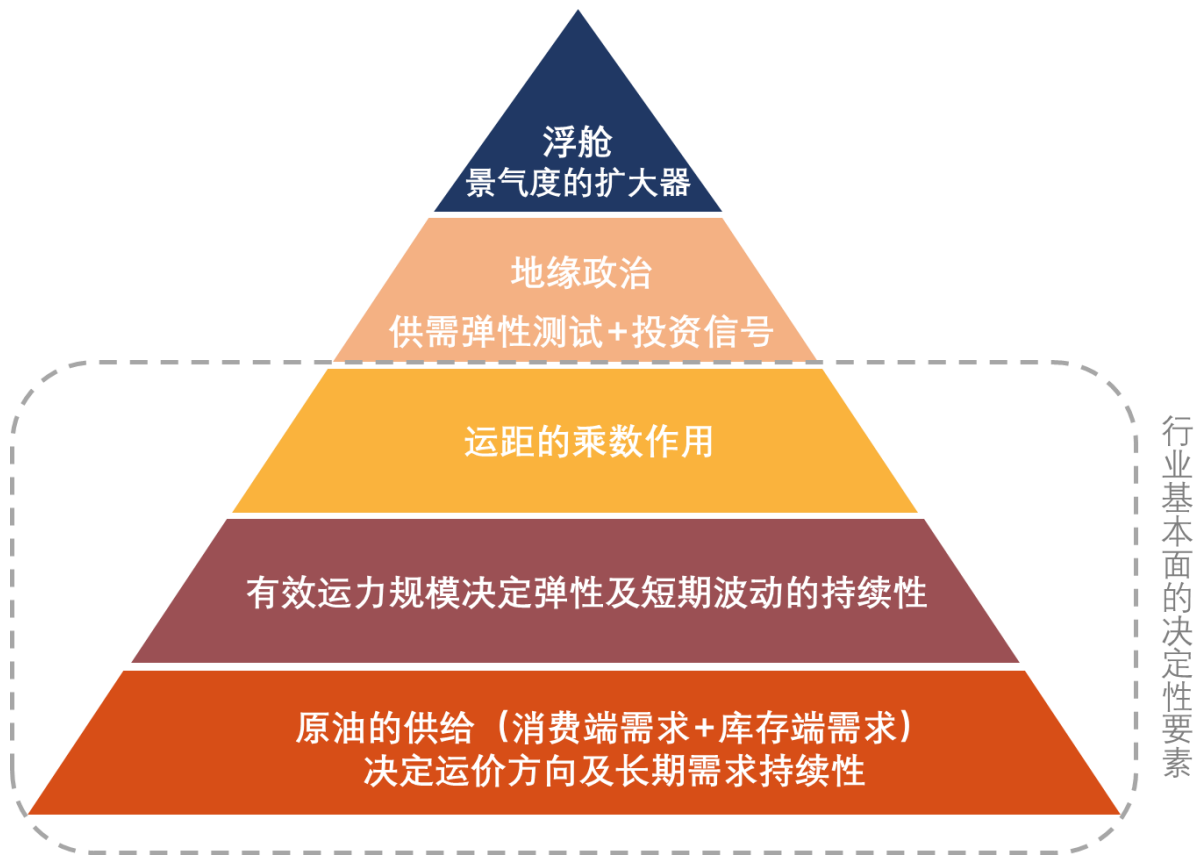 浮舱
景气度的扩大器
地缘政治
供需弹性测试+投资信号
运距的乘数作用
有效运力规模决定弹性及短期波动的持续性
原油的供给（消费端需求+库存端需求）
决定运价方向及长期需求持续性
行业基本面的决定性要素